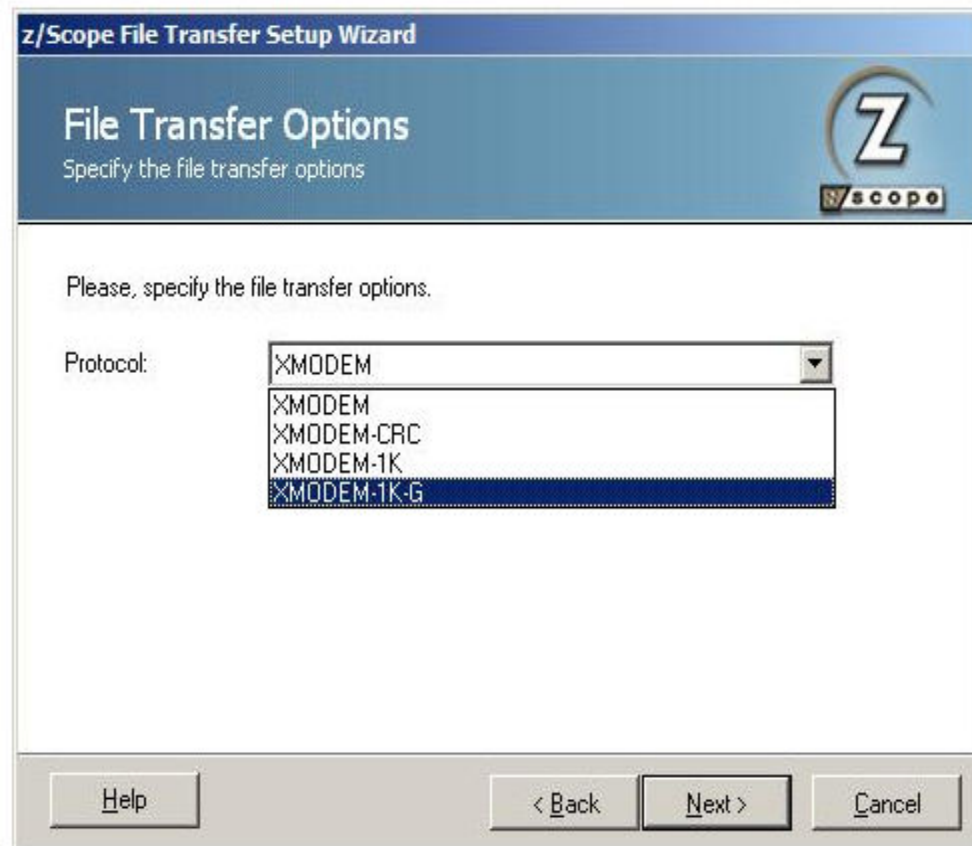 z/Scope File Transfer Setup Wizard
File Transfer Options
Specify the file transfer options
Z
z/scope
Please, specify the file transfer options.
Protocol:
XMODEM
XMODEM
XMODEM-CRC
XMODEM-1K
XMODEM-1K-G
Help
< Back
Next >
Cancel